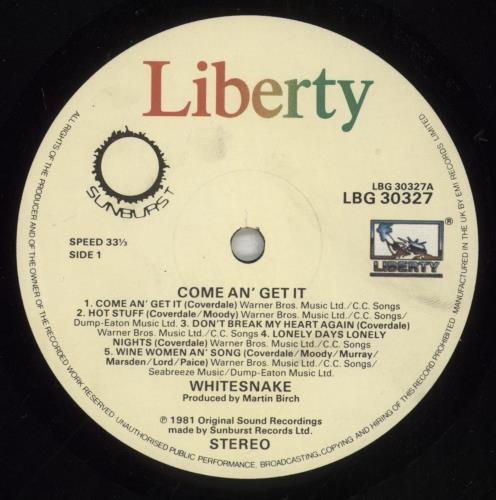 Liberty
SUNBURST
LBG 30327A
LBG 30327
SPEED 33⅓
SIDE 1
®
LIBERTY
COME AN' GET IT
1. COME AN' GET IT (Coverdale) Warner Bros. Music Ltd./C.C. Songs
2. HOT STUFF (Coverdale/Moody) Warner Bros. Music Ltd./C.C. Songs/
Dump-Eaton Music Ltd. 3. DON'T BREAK MY HEART AGAIN (Coverdale)
Warner Bros. Music Ltd./C.C. Songs 4. LONELY DAYS LONELY
NIGHTS (Coverdale) Warner Bros. Music Ltd./C.C. Songs
5. WINE WOMEN AN' SONG (Coverdale/Moody/Murray/
Marsden/Lord/Paice) Warner Bros. Music Ltd./C.C. Songs/
Seabreeze Music/Dump-Eaton Music Ltd.
WHITESNAKE
Produced by Martin Birch
℗ 1981 Original Sound Recordings
made by Sunburst Records Ltd.
STEREO
ALL RIGHTS OF THE PRODUCER AND OF THE OWNER OF THE RECORDED WORK RESERVED. UNAUTHORISED PUBLIC PERFORMANCE, BROADCASTING, COPYING AND HIRING OF THIS RECORD PROHIBITED. MANUFACTURED IN THE UK BY EMI RECORDS LIMITED